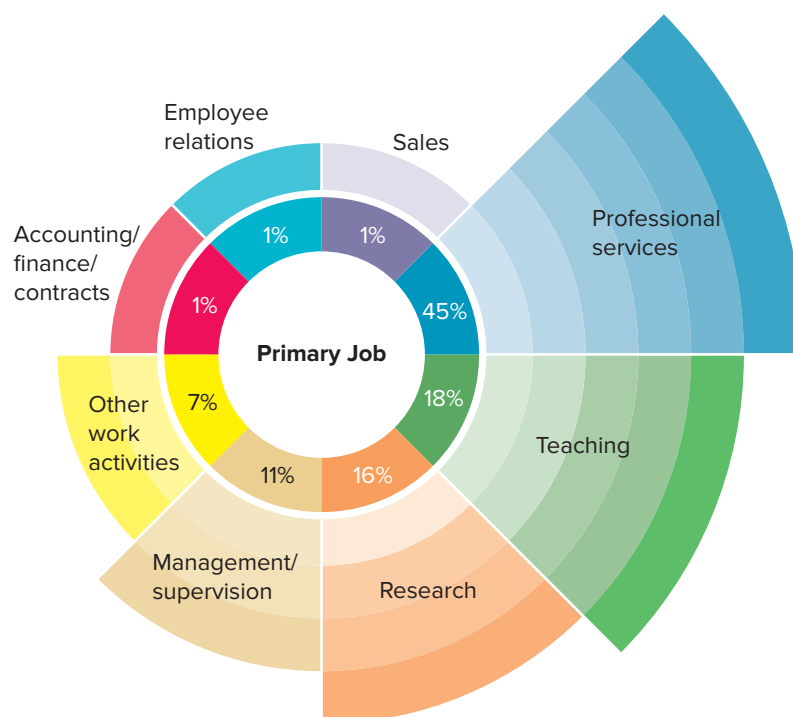 Employee
relations
Sales
Accounting/
finance/
contracts
Professional
services
1%
1%
1%
45%
Primary Job
7%
18%
Other
work
activities
11%
16%
Teaching
Management/
supervision
Research